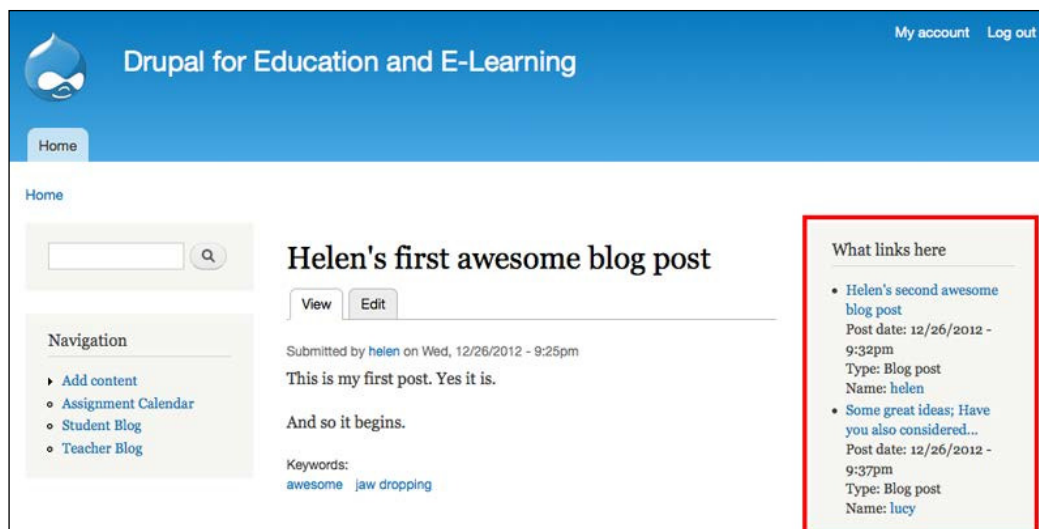 My account Log out
Drupal for Education and E-Learning
Home
Home
Navigation
Add content
Assignment Calendar
Student Blog
Teacher Blog
Helen's first awesome blog post
View Edit
Submitted by helen on Wed, 12/26/2012 - 9:25pm
This is my first post. Yes it is.
And so it begins.
Keywords:
awesome jaw dropping
What links here
Helen's second awesome
blog post
Post date: 12/26/2012 -
9:32pm
Type: Blog post
Name: helen
Some great ideas; Have
you also considered...
Post date: 12/26/2012 -
9:37pm
Type: Blog post
Name: lucy